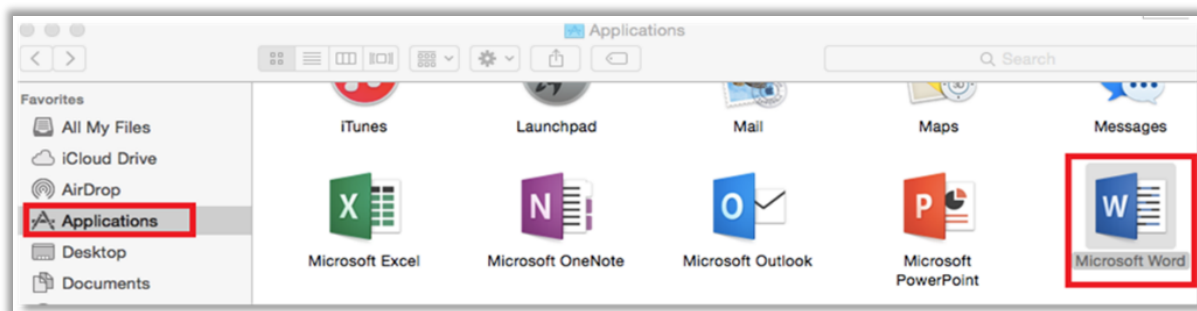 Applications
Search
Favorites
All My Files
iCloud Drive
AirDrop
Applications
Desktop
Documents
iTunes
Launchpad
Mail
Maps
Messages
Microsoft Excel
Microsoft OneNote
Microsoft Outlook
Microsoft
PowerPoint
Microsoft Word